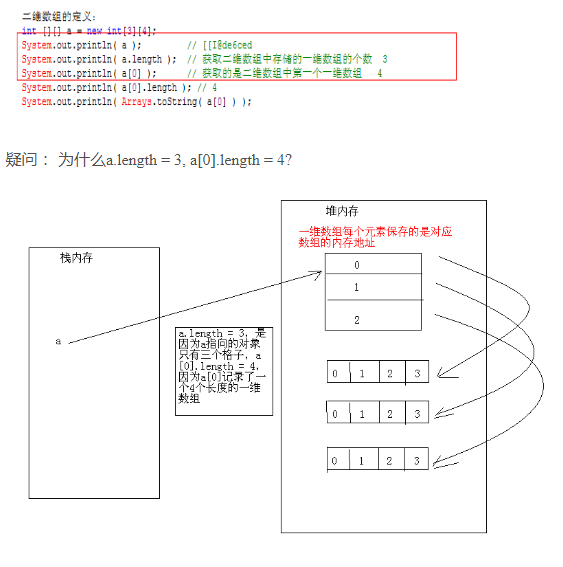 二维数组的定义:
int [][] a = new int[3][4];
System.out.println( a ); // [[I@de6ced
System.out.println( a.length ); // 获取二维数组中存储的一维数组的个数 3
System.out.println( a[0] ); // 获取的是二维数组中第一个一维数组 4
System.out.println( a[0].length ); // 4
System.out.println( Arrays.toString( a[0] ) );
疑问： 为什么a.length = 3, a[0].length = 4?
栈内存
a
a.length = 3, 是
因为a指向的对象
只有三个格子, a
[0].length = 4,
因为a[0]记录了一
个4个长度的一维
数组
堆内存
一维数组每个元素保存的是对应
数组的内存地址
0
1
2
0 1 2 3
0 1 2 3
0 1 2 3